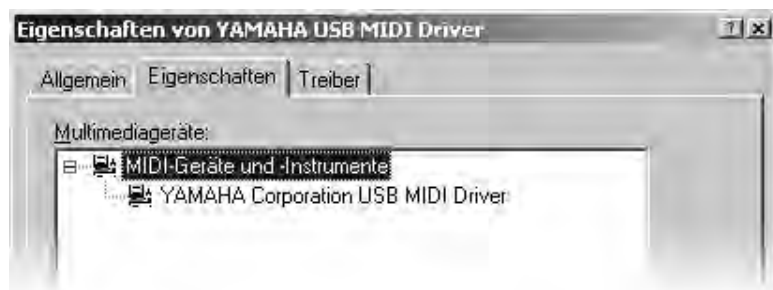 Eigenschaften von YAMAHA USB MIDI Driver
Allgemein Eigenschaften Treiber
Multimediageräte:
MIDI-Geräte und -Instrumente
YAMAHA Corporation USB MIDI Driver